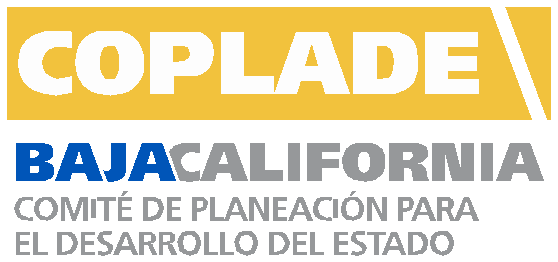 COPLADE
BAJACALIFORNIA
COMITÉ DE PLANEACIÓN PARA
EL DESARROLLO DEL ESTADO